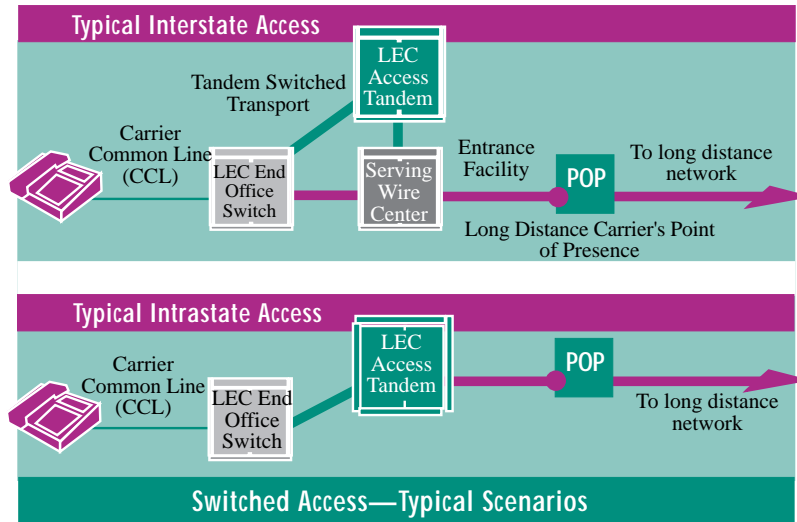 Typical Interstate Access
LEC
Access
Tandem
Tandem Switched
Transport
Carrier
Common Line
(CCL)
LEC End
Office
Switch
Serving
Wire
Center
Entrance
Facility
POP
To long distance
network
Long Distance Carrier's Point
of Presence
Typical Intrastate Access
LEC
Access
Tandem
Carrier
Common Line
(CCL)
LEC End
Office
Switch
POP
To long distance
network
Switched Access—Typical Scenarios